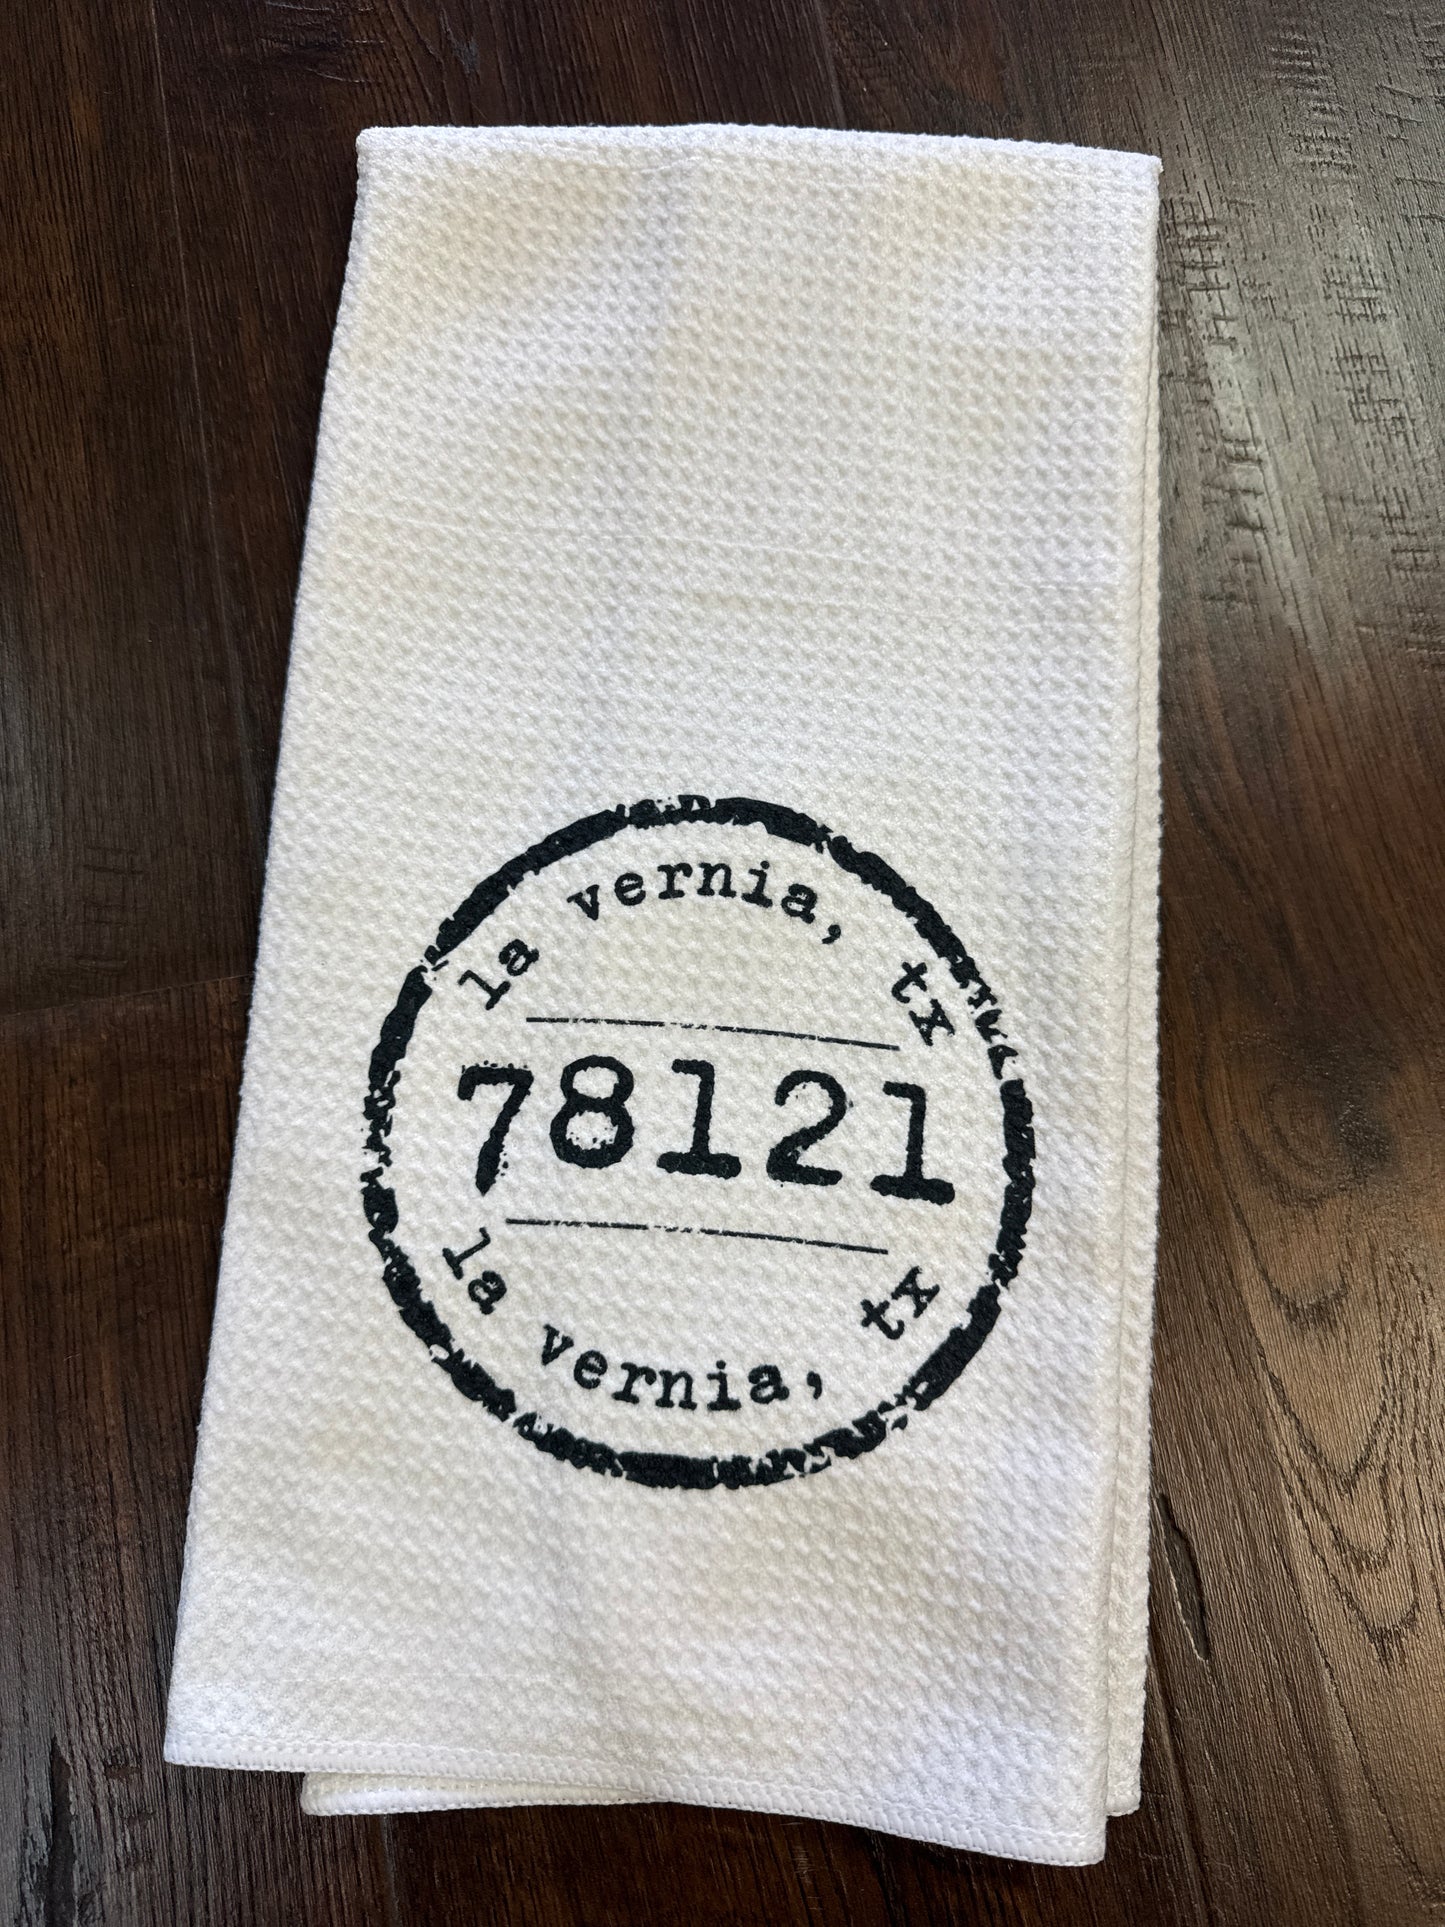 la vernia, tx
78121
la vernia, tx